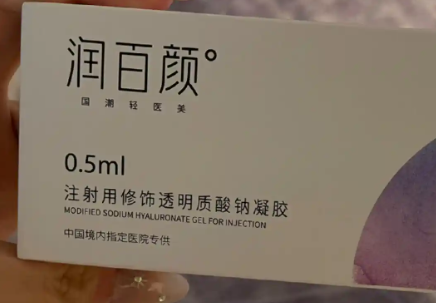 润百颜°
国潮轻医美
0.5ml
注射用修饰透明质酸钠凝胶
MODIFIED SODIUM HYALURONATE GEL FOR INJECTION
中国境内指定医院专供